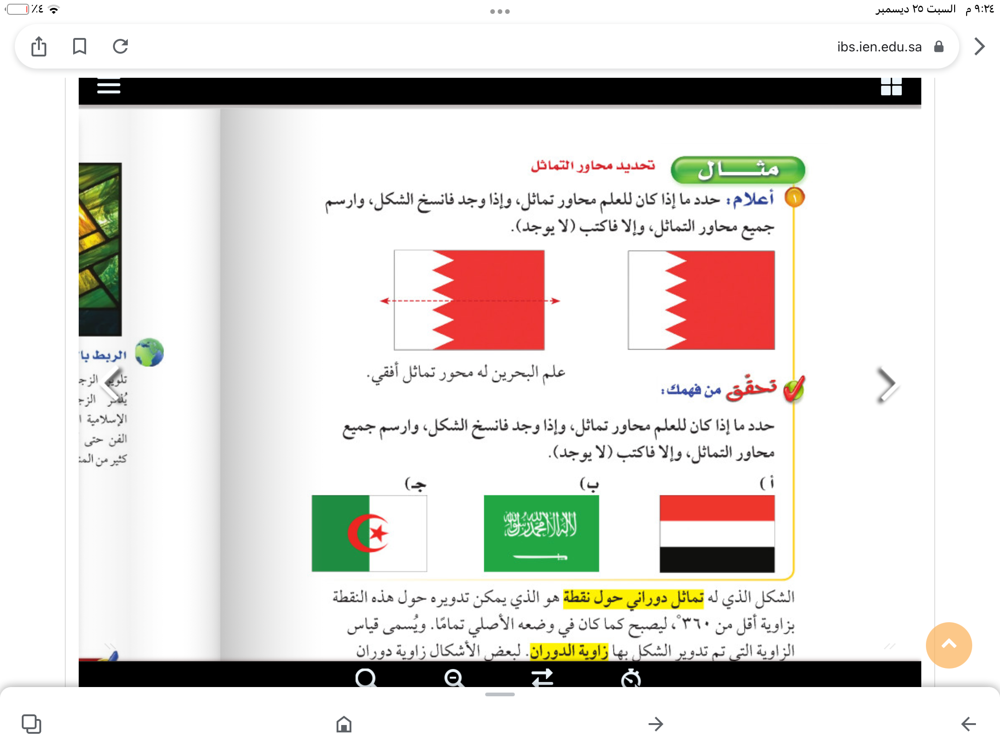 ٩:٢٤ م السبت ٢٥ ديسمبر
٪٤
ibs.ien.edu.sa
مثـــــال
تحديد محاور التماثل
١
أعلام: حدد ما إذا كان للعلم محاور تماثل، وإذا وجد فانسخ الشكل، وارسم
جميع محاور التماثل، وإلا فاكتب (لا يوجد).
علم البحرين له محور تماثل أفقي.
تحقَّق من فهمك:
حدد ما إذا كان للعلم محاور تماثل، وإذا وجد فانسخ الشكل، وارسم جميع
محاور التماثل، وإلا فاكتب (لا يوجد).
أ )
ب)
جـ)
لا إله إلا الله محمد رسول الله
الشكل الذي له تماثل دوراني حول نقطة هو الذي يمكن تدويره حول هذه النقطة
بزاوية أقل من ٣٦٠°، ليصبح كما كان في وضعه الأصلي تمامًا. ويُسمى قياس
الزاوية التي تم تدوير الشكل بها زاوية الدوران. لبعض الأشكال زاوية دوران
الربط با
الزج
الزج
الإسلامية ا
الفن حتى
كثير من